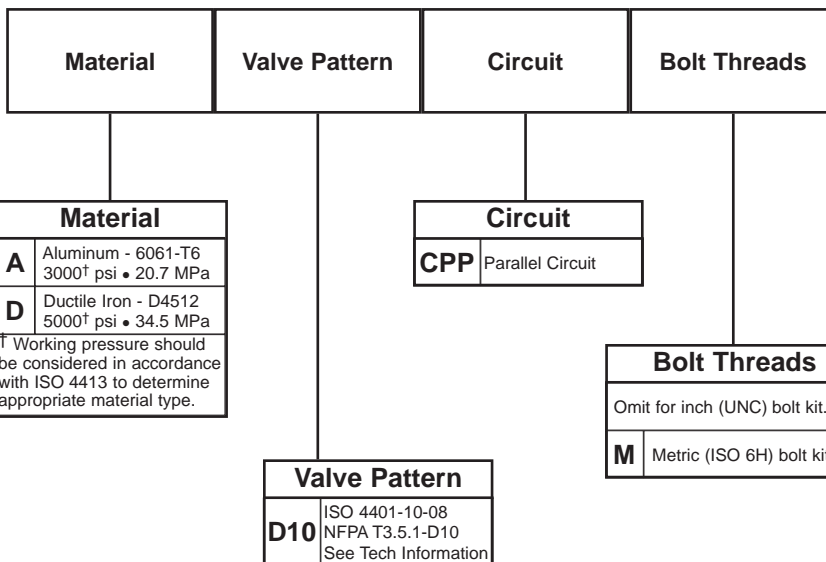 Material
Valve Pattern
Circuit
Bolt Threads
Material
A
Aluminum - 6061-T6
3000† psi • 20.7 MPa
D
Ductile Iron - D4512
5000† psi • 34.5 MPa
† Working pressure should
be considered in accordance
with ISO 4413 to determine
appropriate material type.
Circuit
CPP
Parallel Circuit
Bolt Threads
Omit for inch (UNC) bolt kit.
M
Metric (ISO 6H) bolt
Valve Pattern
D10
ISO 4401-10-08
NFPA T3.5.1-D10
See Tech Information